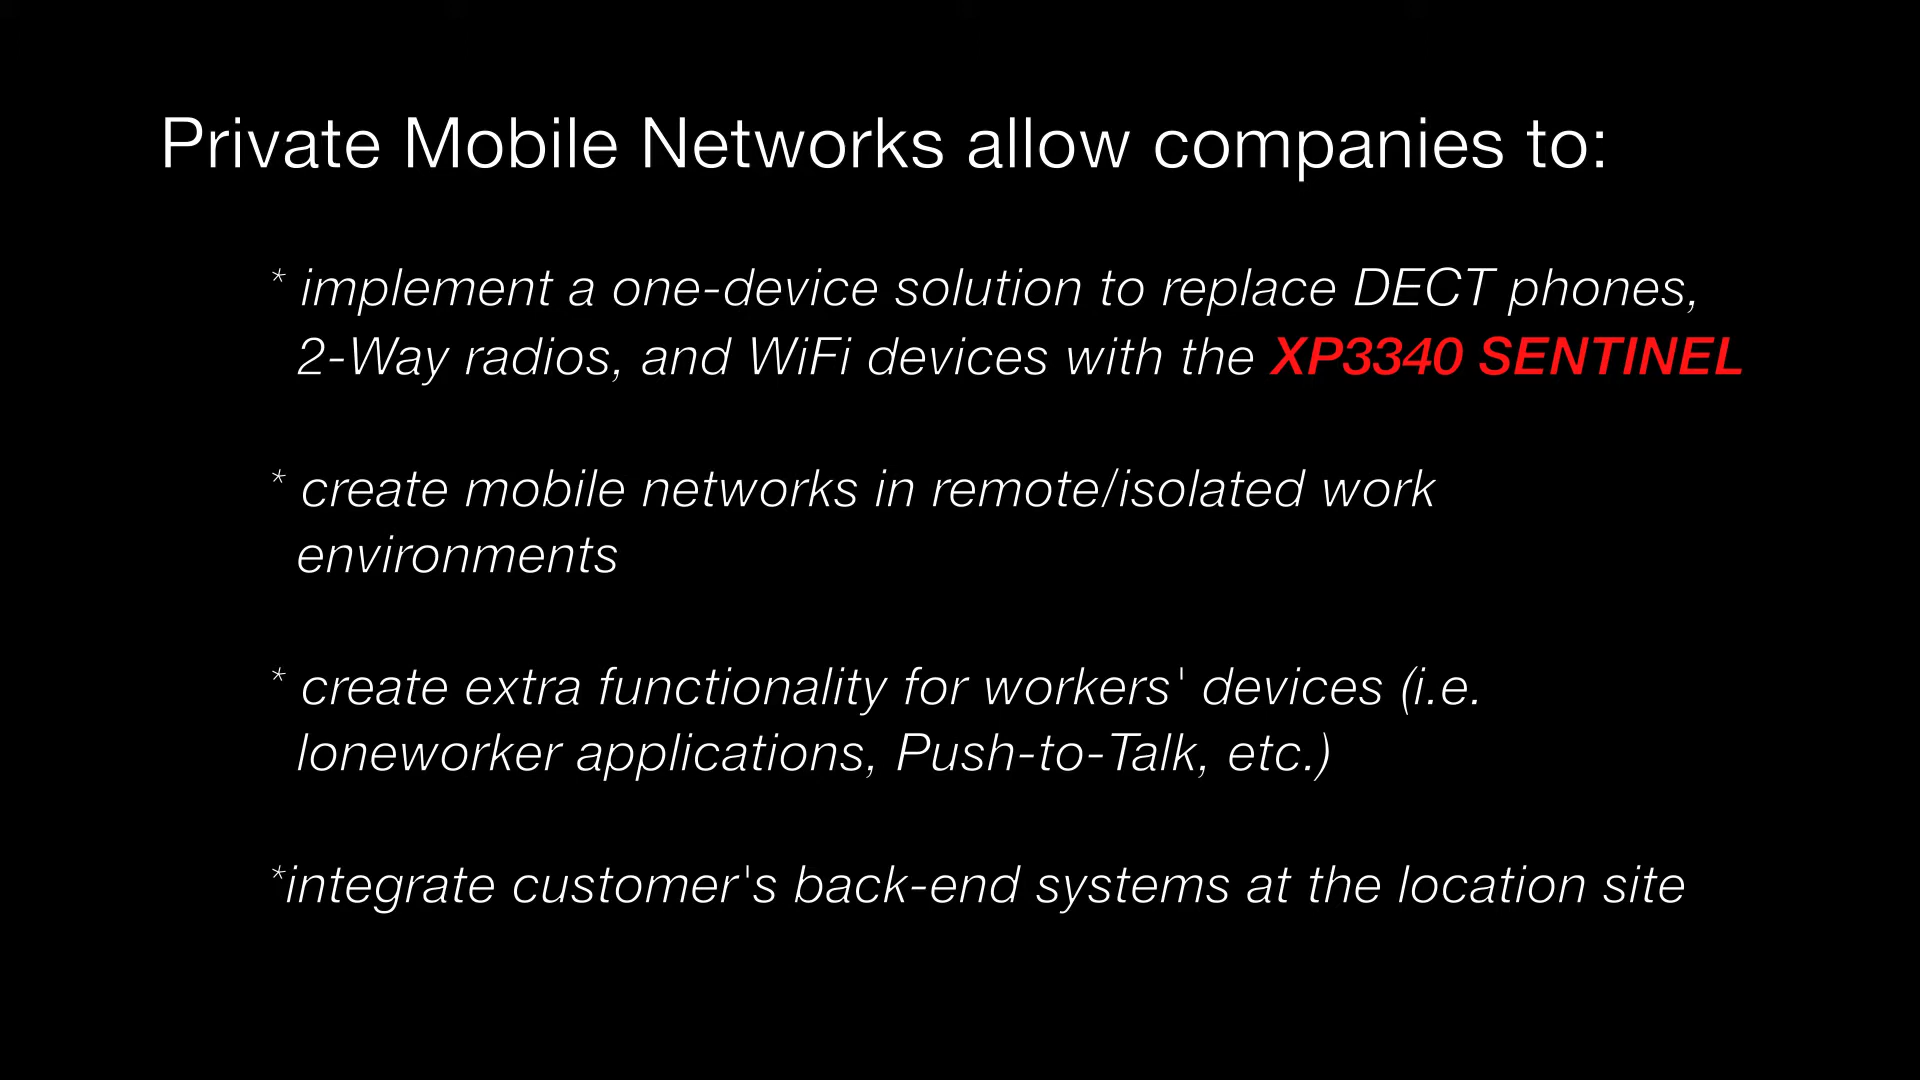 Private Mobile Networks allow companies to:
* implement a one-device solution to replace DECT phones,
2-Way radios, and WiFi devices with the XP3340 SENTINEL
* create mobile networks in remote/isolated work
environments
* create extra functionality for workers' devices (i.e.
loneworker applications, Push-to-Talk, etc.)
*integrate customer's back-end systems at the location site